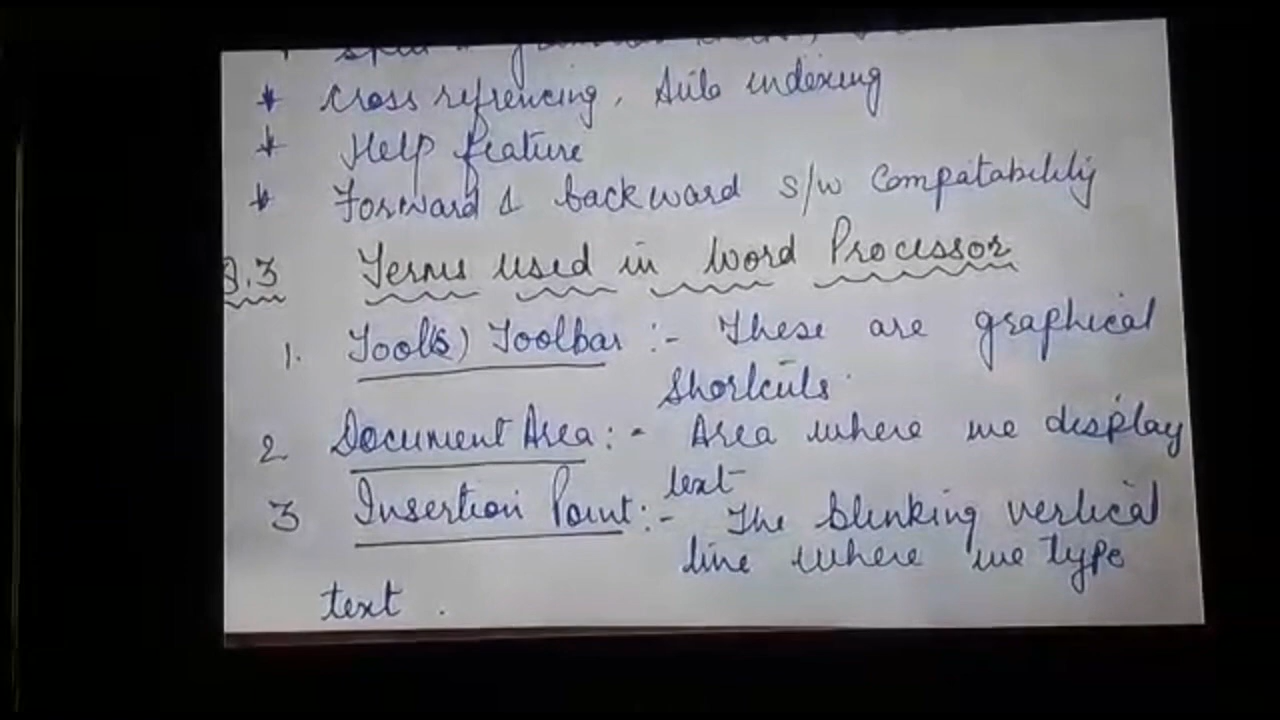 * Cross refrencing, Auto indexing
* Help feature
* Forward & backward s/w Compatability
Q.3 Terms used in Word Processor
1. Tool(s) Toolbar :- These are graphical
shortcuts.
2 Document Area :- Area where we display
text
3 Insertion Point :- The blinking vertical
line where we type
text .